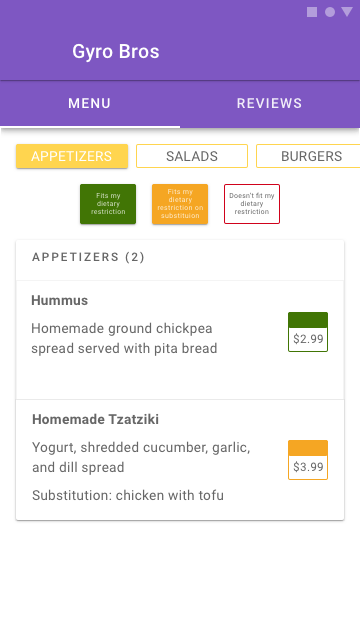 Gyro Bros
MENU
REVIEWS
APPETIZERS
SALADS
BURGERS
Fits my
dietary
restriction
Fits my
dietary
restriction on
substituion
Doesn't fit my
dietary
restriction
APPETIZERS (2)
Hummus
Homemade ground chickpea
spread served with pita bread
$2.99
Homemade Tzatziki
Yogurt, shredded cucumber, garlic,
and dill spread
$3.99
Substitution: chicken with tofu